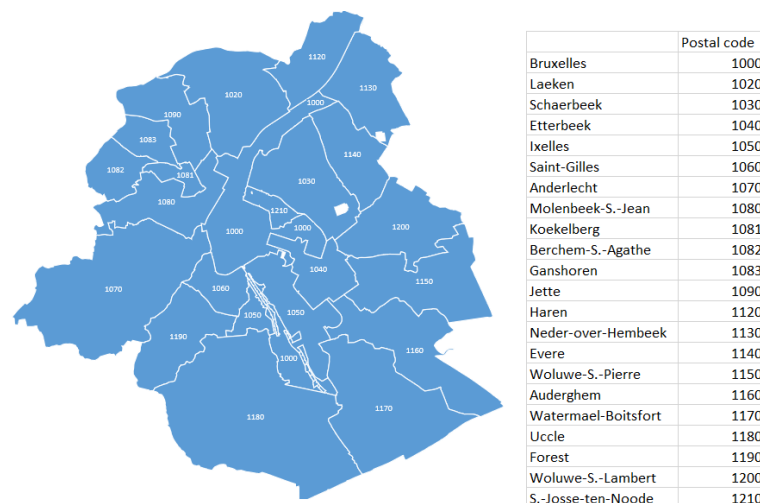 1120
1130
1020
1000
1090
1083
1140
1082
1081
1030
1080
1210
1000
1000
1200
1040
1150
1070
1060
1050
1050
1190
1000
1160
1180
1170
Postal code
Bruxelles 1000
Laeken 1020
Schaerbeek 1030
Etterbeek 1040
Ixelles 1050
Saint-Gilles 1060
Anderlecht 1070
Molenbeek-S.-Jean 1080
Koekelberg 1081
Berchem-S.-Agathe 1082
Ganshoren 1083
Jette 1090
Haren 1120
Neder-over-Hembeek 1130
Evere 1140
Woluwe-S.-Pierre 1150
Auderghem 1160
Watermael-Boitsfort 1170
Uccle 1180
Forest 1190
Woluwe-S.-Lambert 1200
S.-Josse-ten-Noode 1210